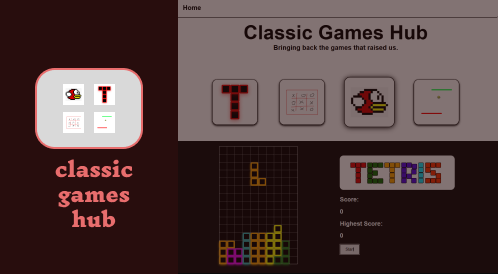 classic
games
hub
Home
Classic Games Hub
Bringing back the games that raised us.
TETRIS
Score:
0
Highest Score:
0